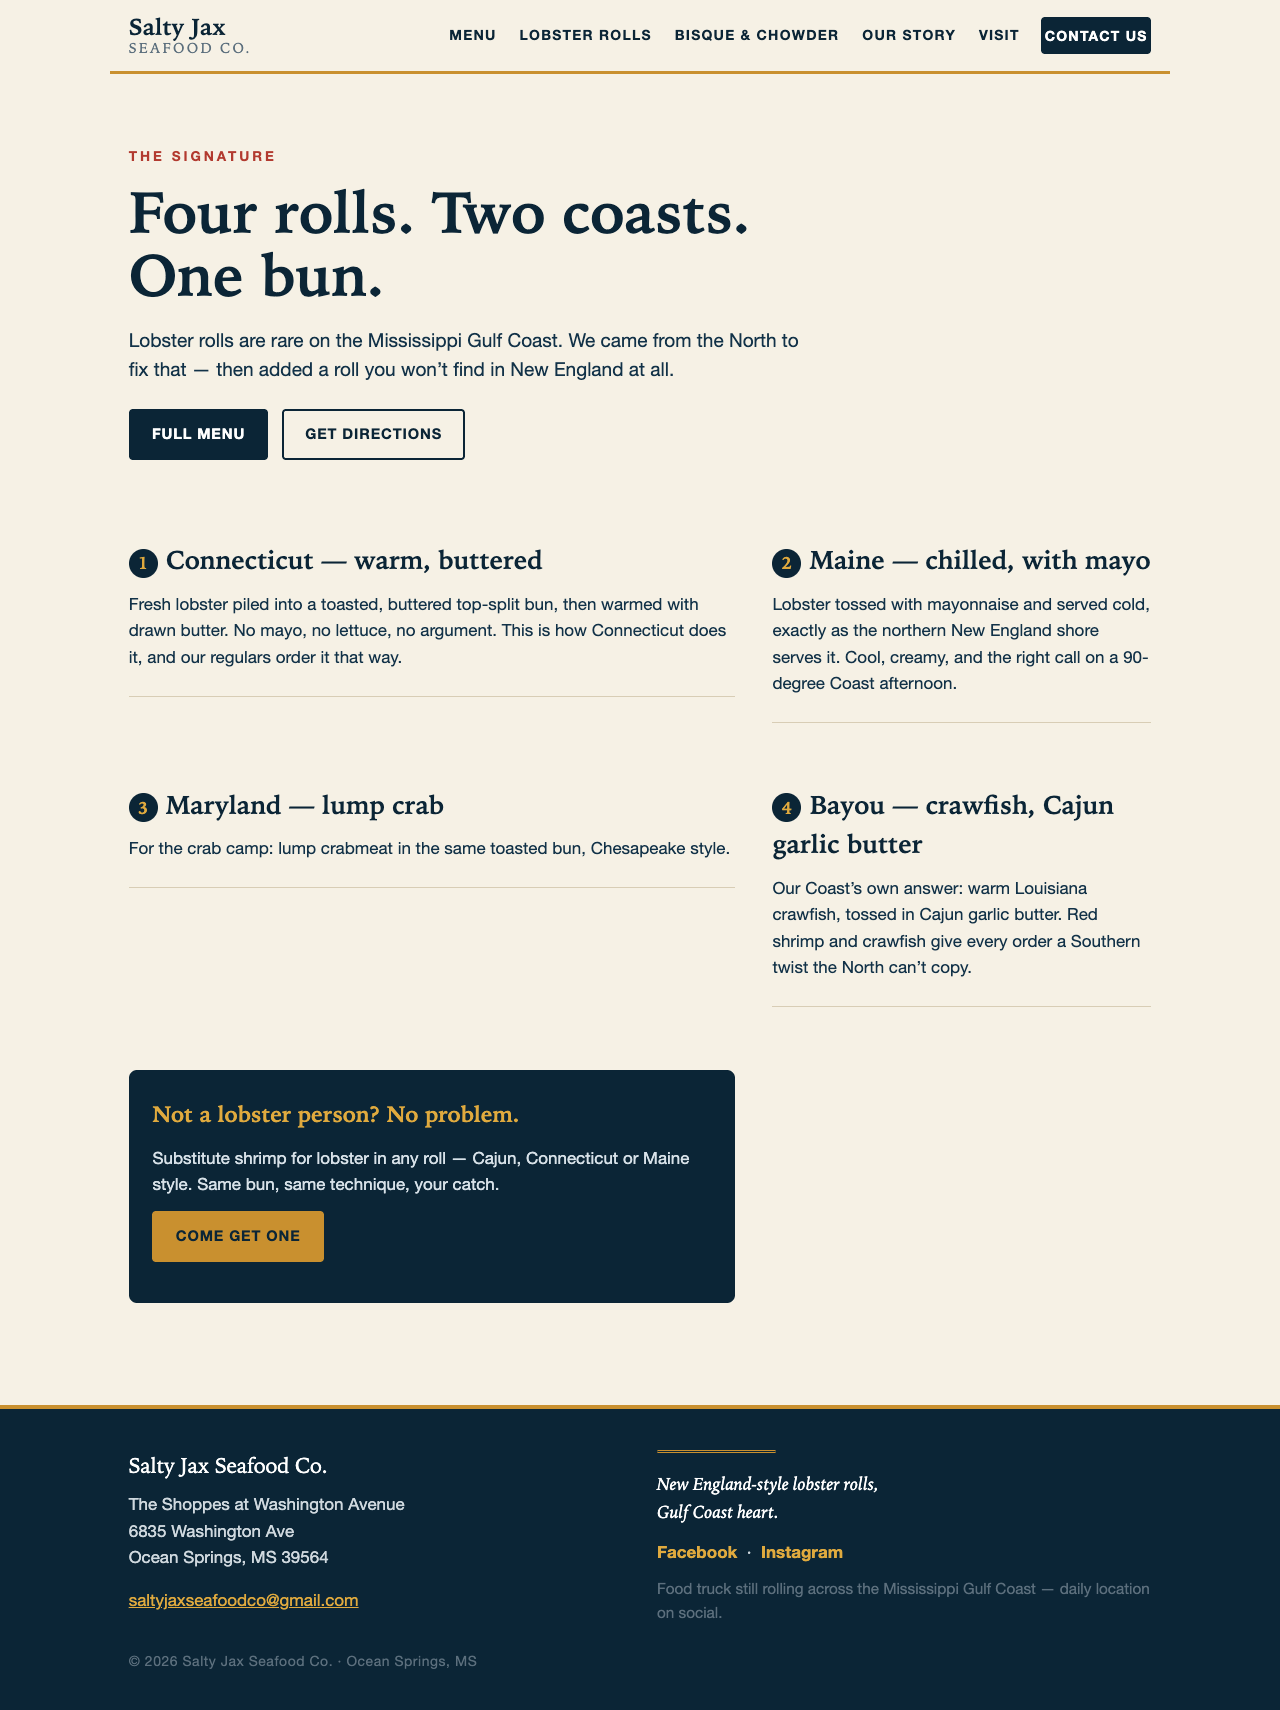 Salty Jax
SEAFOOD CO.
MENU LOBSTER ROLLS BISQUE & CHOWDER OUR STORY VISIT CONTACT US
THE SIGNATURE
Four rolls. Two coasts.
One bun.
Lobster rolls are rare on the Mississippi Gulf Coast. We came from the North to
fix that — then added a roll you won’t find in New England at all.
FULL MENU GET DIRECTIONS
1 Connecticut — warm, buttered
Fresh lobster piled into a toasted, buttered top-split bun, then warmed with
drawn butter. No mayo, no lettuce, no argument. This is how Connecticut does
it, and our regulars order it that way.
2 Maine — chilled, with mayo
Lobster tossed with mayonnaise and served cold,
exactly as the northern New England shore
serves it. Cool, creamy, and the right call on a 90-
degree Coast afternoon.
3 Maryland — lump crab
For the crab camp: lump crabmeat in the same toasted bun, Chesapeake style.
4 Bayou — crawfish, Cajun
garlic butter
Our Coast’s own answer: warm Louisiana
crawfish, tossed in Cajun garlic butter. Red
shrimp and crawfish give every order a Southern
twist the North can’t copy.
Not a lobster person? No problem.
Substitute shrimp for lobster in any roll — Cajun, Connecticut or Maine
style. Same bun, same technique, your catch.
COME GET ONE
Salty Jax Seafood Co.
The Shoppes at Washington Avenue
6835 Washington Ave
Ocean Springs, MS 39564
saltyjaxseafoodco@gmail.com
New England-style lobster rolls,
Gulf Coast heart.
Facebook · Instagram
Food truck still rolling across the Mississippi Gulf Coast — daily location
on social.
© 2026 Salty Jax Seafood Co. · Ocean Springs, MS